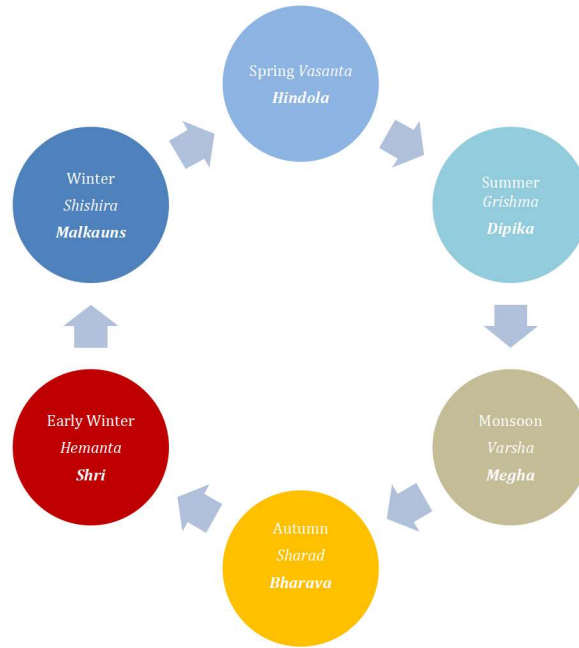 Spring Vasanta
Hindola
Summer
Grishma
Dipika
Monsoon
Varsha
Megha
Autumn
Sharad
Bharava
Early Winter
Hemanta
Shri
Winter
Shishira
Malkauns